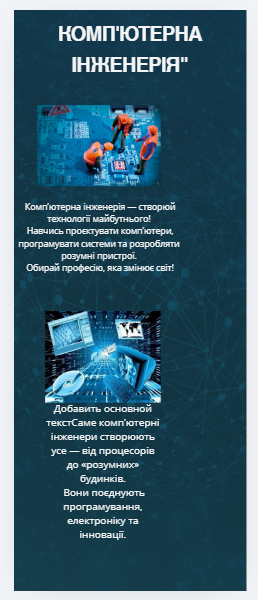 КОМП'ЮТЕРНА
ІНЖЕНЕРІЯ"
Комп'ютерна інженерія — створюй
технології майбутнього!
Навчись проєктувати комп'ютери,
програмувати системи та розробляти
розумні пристрої.
Обирай професію, яка змінює світ!
Добавить основной
текстСаме комп'ютерні
інженери створюють
усе — від процесорів
до «розумних»
будинків.
Вони поєднують
програмування,
електроніку та
інновації.